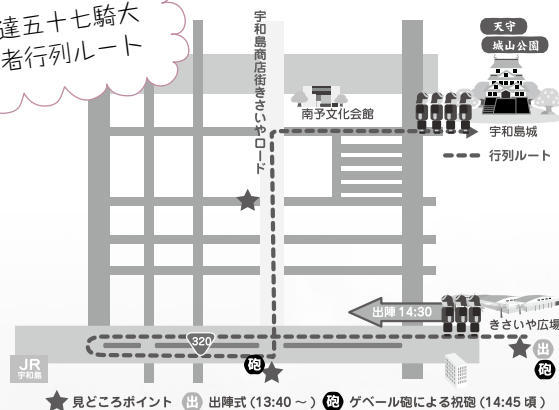 達五十七騎大
者行列ルート
宇和島商店街きさいやロード
南予文化会館
天守
城山公園
宇和島城
行列ルート
出陣 14:30
きさいや広場
320
JR
宇和島
砲
出
砲
★ 見どころポイント 出 出陣式（13:40 ～ ） 砲 ゲベール砲による祝砲（14:45 頃）